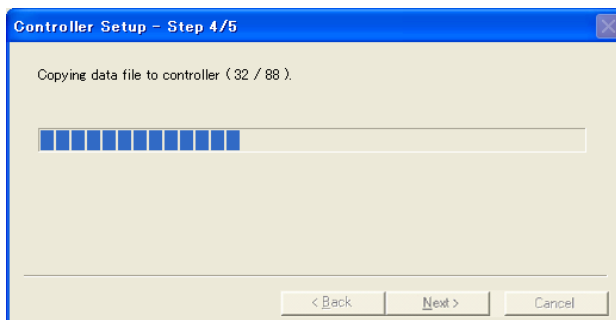 Controller Setup - Step 4/5
Copying data file to controller ( 32 / 88 ).
< Back
Next >
Cancel